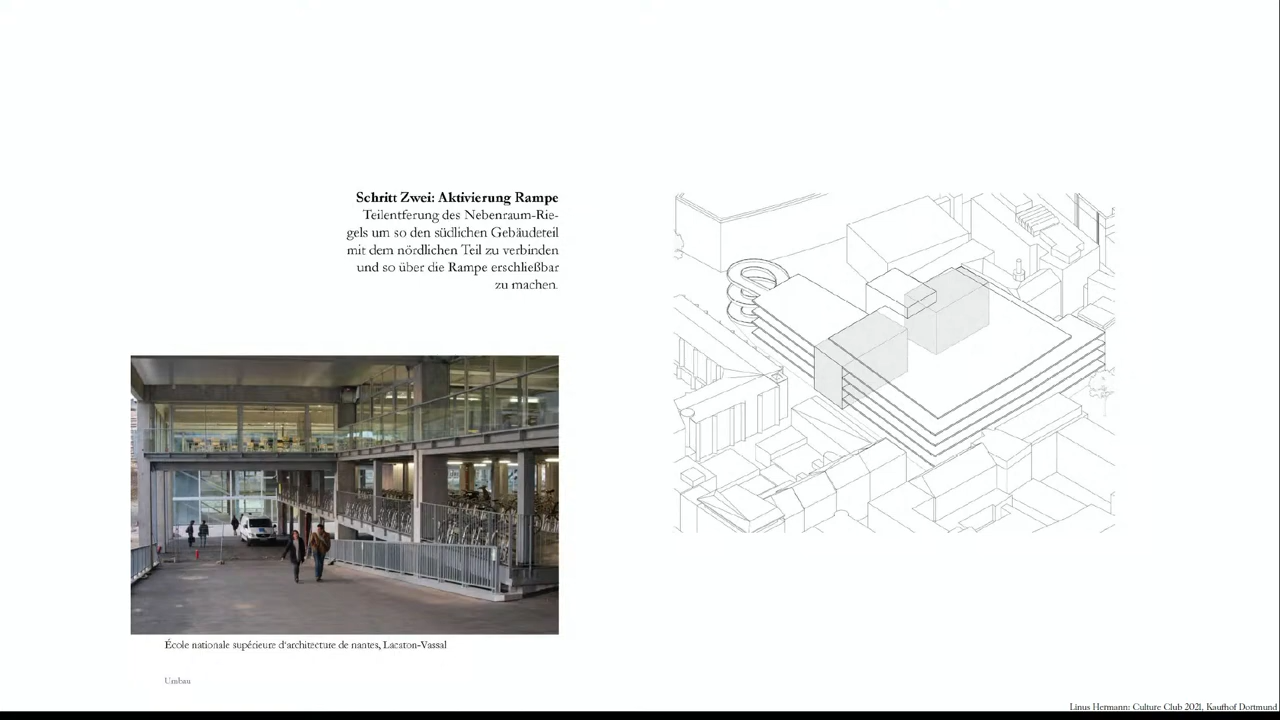 Schritt Zwei: Aktivierung Rampe
Teilentferung des Nebenraum-Rie-
gels um so den südlichen Gebäudeteil
mit dem nördlichen Teil zu verbinden
und so über die Rampe erschließbar
zu machen.
École nationale supérieure d'architecture de nantes, Lacaton-Vassal
Umbau
Linus Hermann: Culture Club 2021, Kaufhof Dortmund